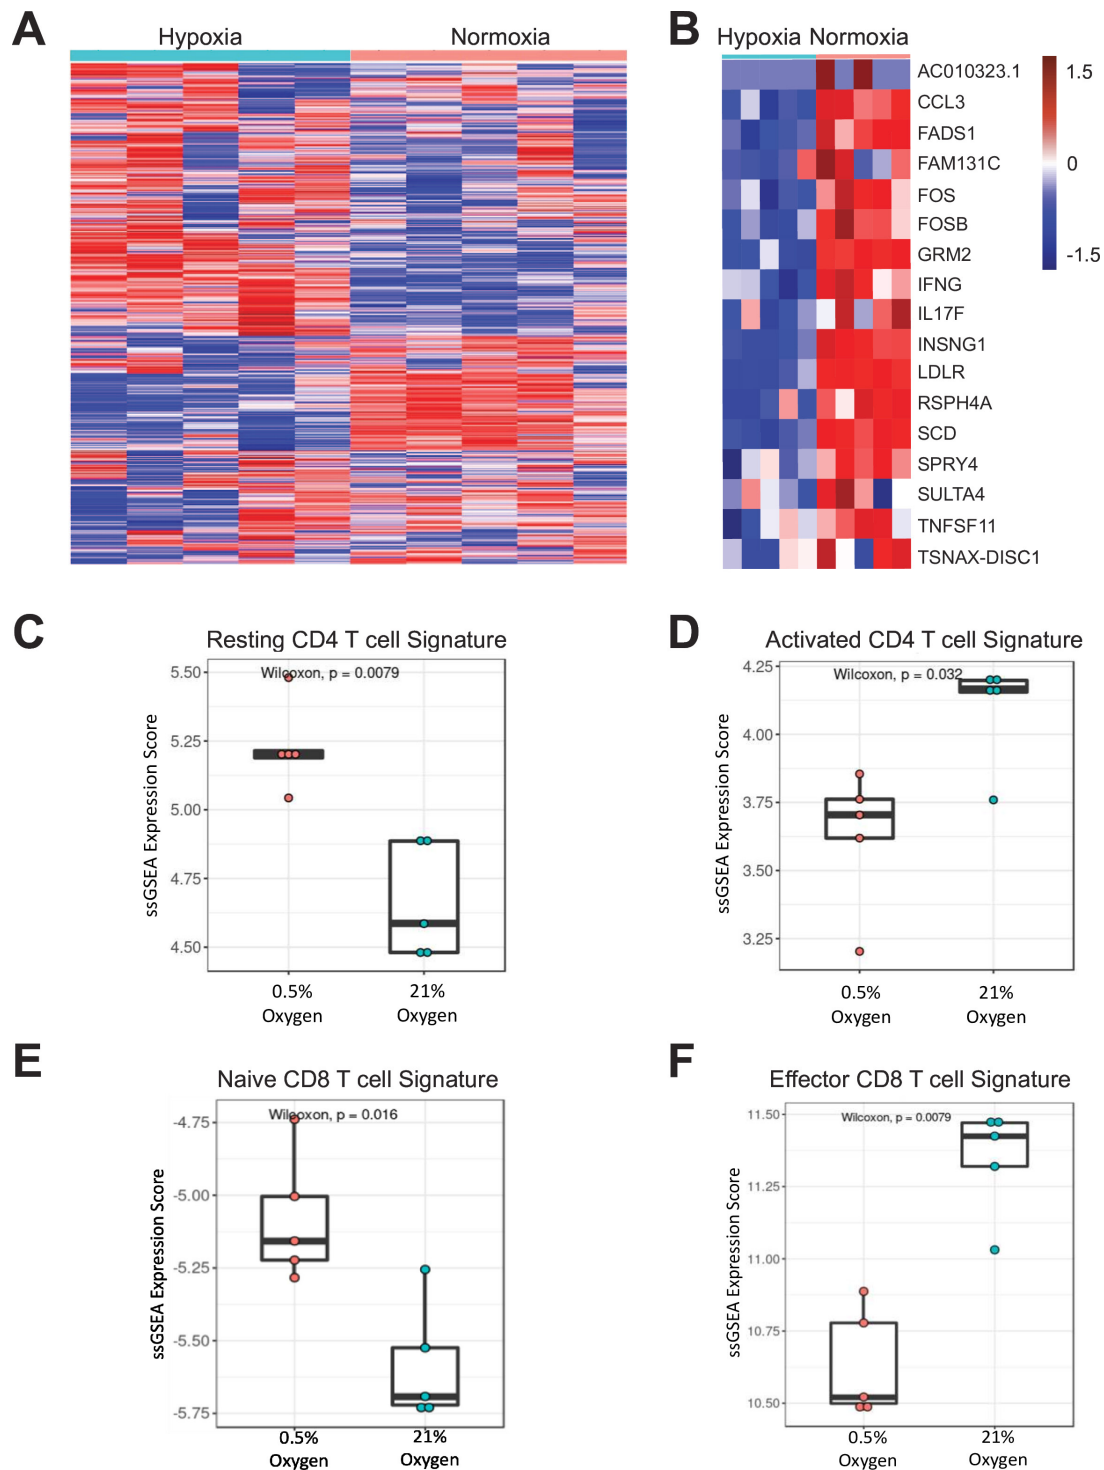 A
Hypoxia
Normoxia
B
Hypoxia Normoxia
AC010323.1
CCL3
FADS1
FAM131C
FOS
FOSB
GRM2
IFNG
IL17F
INSNG1
LDLR
RSPH4A
SCD
SPRY4
SULTA4
TNFSF11
TSNAX-DISC1
1.5
0
-1.5
C
Resting CD4 T cell Signature
Wilcoxon, p = 0.0079
ssGSEA Expression Score
5.50
5.25
5.00
4.75
4.50
0.5%
Oxygen
21%
Oxygen
D
Activated CD4 T cell Signature
Wilcoxon, p = 0.032
ssGSEA Expression Score
4.25
4.00
3.75
3.50
3.25
0.5%
Oxygen
21%
Oxygen
E
Naive CD8 T cell Signature
Wilcoxon, p = 0.016
ssGSEA Expression Score
-4.75
-5.00
-5.25
-5.50
-5.75
0.5%
Oxygen
21%
Oxygen
F
Effector CD8 T cell Signature
Wilcoxon, p = 0.0079
ssGSEA Expression Score
11.50
11.25
11.00
10.75
10.50
0.5%
Oxygen
21%
Oxygen